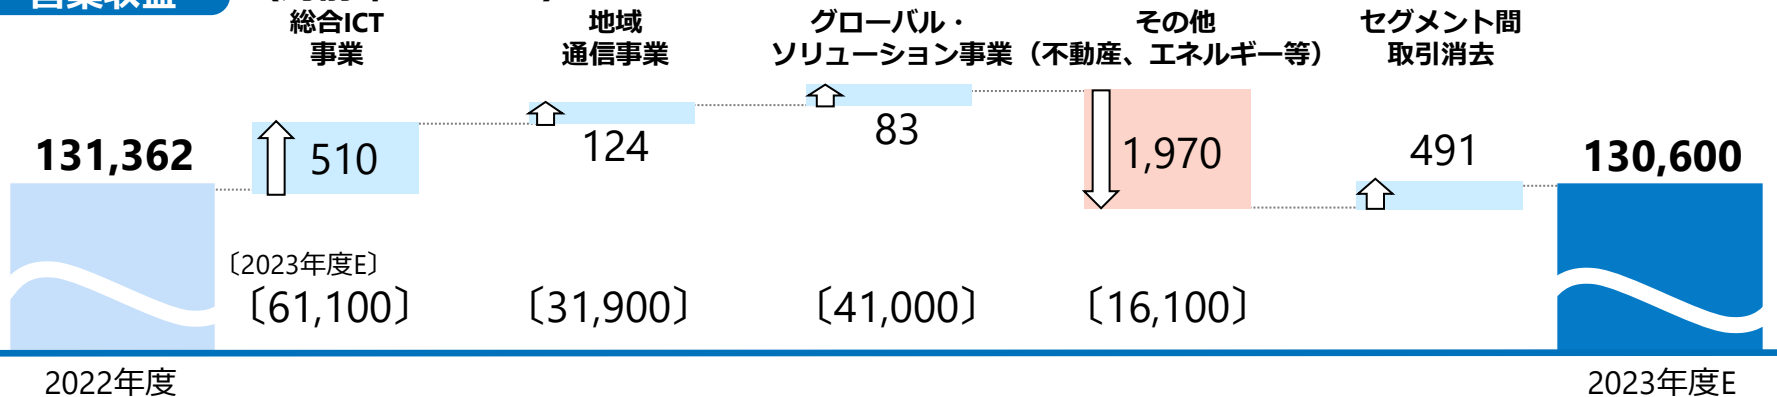 総合ICT
事業
地域
通信事業
グローバル・
ソリューション事業
その他
(不動産、エネルギー等)
セグメント間
取引消去
131,362
510
124
83
1,970
491
130,600
〔2023年度E〕
〔61,100〕
〔31,900〕
〔41,000〕
〔16,100〕
2022年度
2023年度E